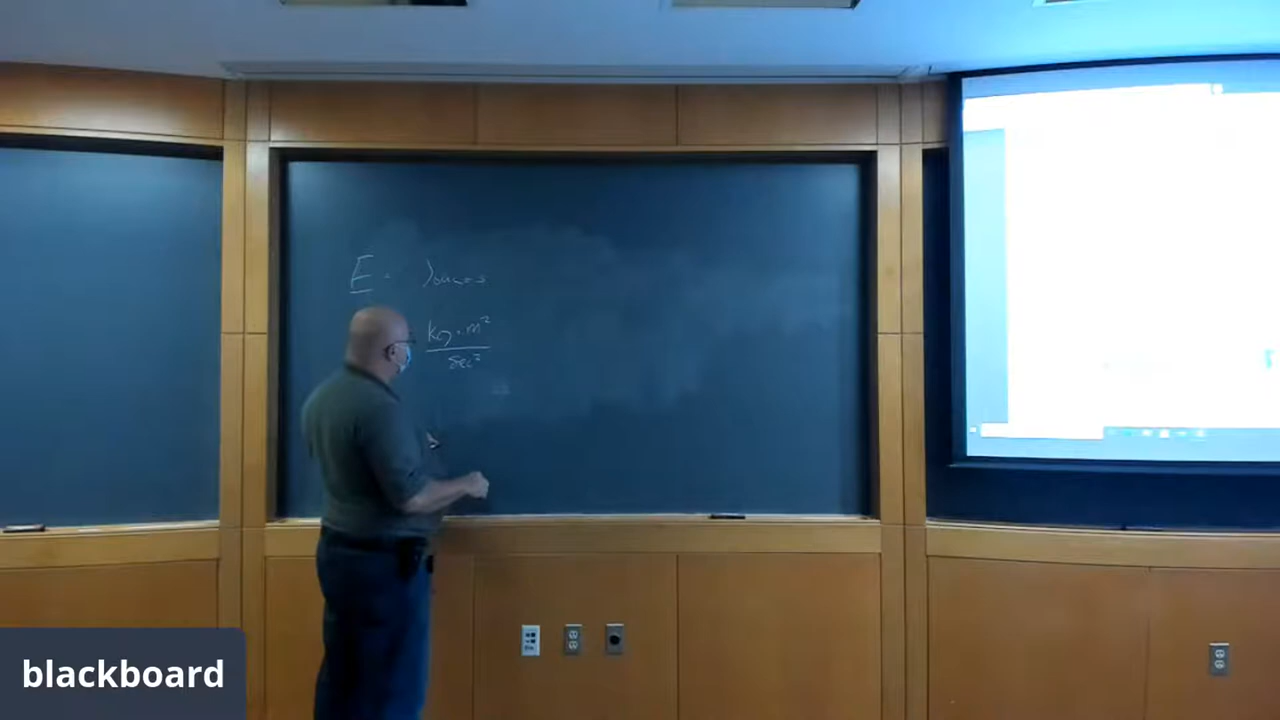 E = Joules
kg · m²
sec²
blackboard